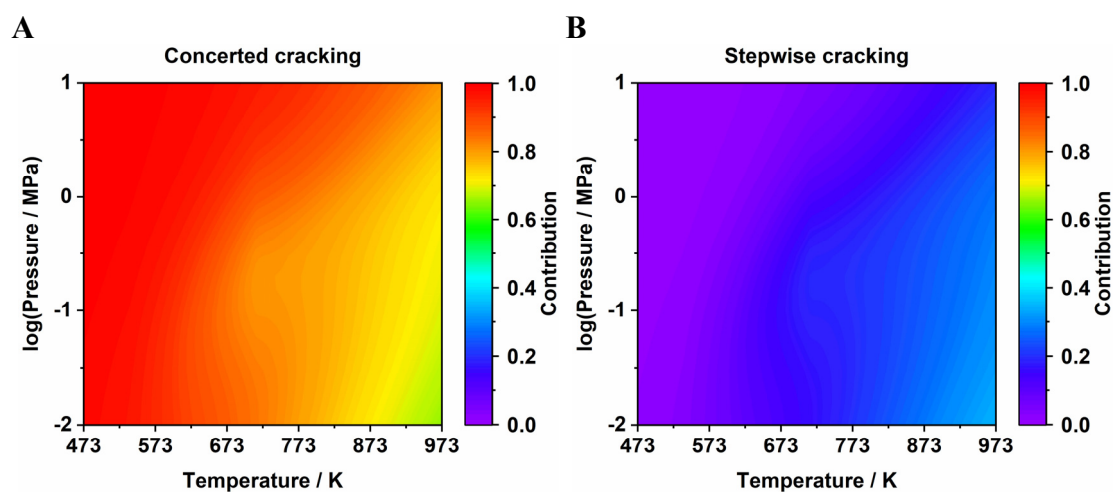 A
Concerted cracking
log(Pressure / MPa)
1
0
-1
-2
473 573 673 773 873 973
Temperature / K
1.0
0.8
0.6
0.4
0.2
0.0
Contribution
B
Stepwise cracking
log(Pressure / MPa)
1
0
-1
-2
473 573 673 773 873 973
Temperature / K
1.0
0.8
0.6
0.4
0.2
0.0
Contribution